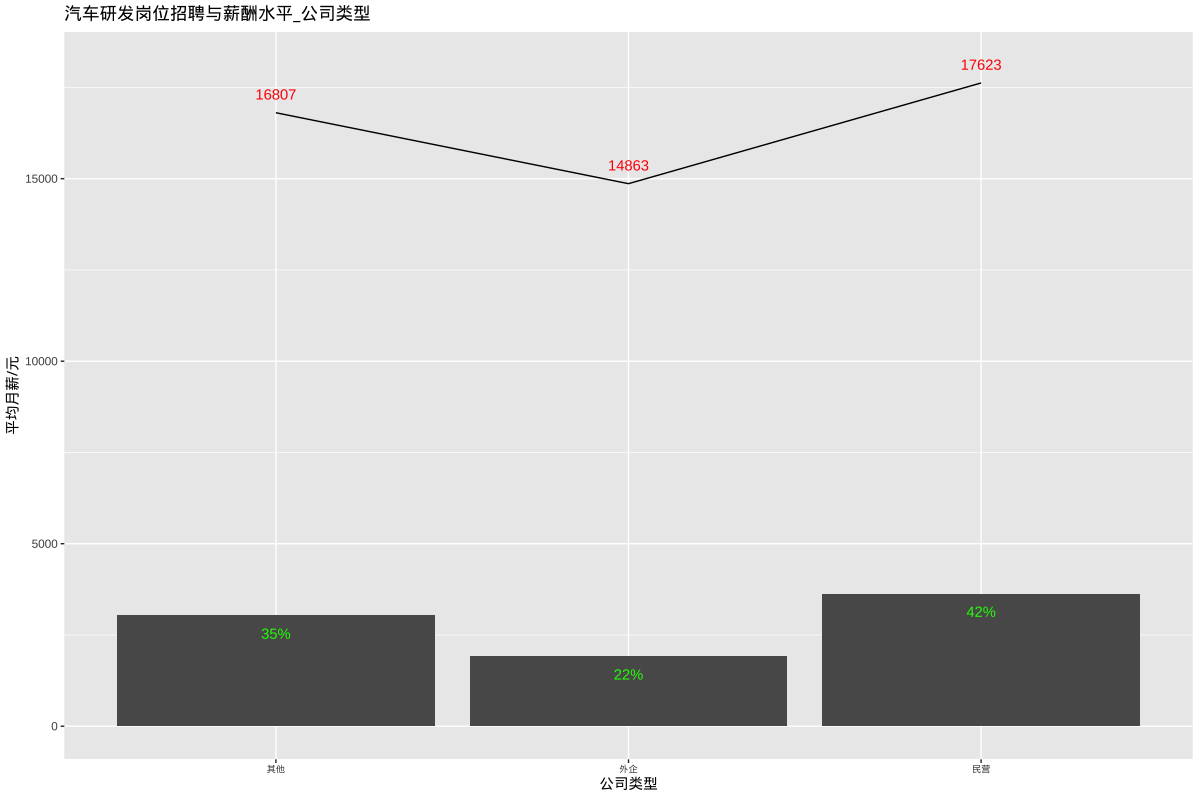 汽车研发岗位招聘与薪酬水平_公司类型
17623
16807
14863
15000
10000
5000
0
平均月薪/元
42%
35%
22%
其他 外企 民营
公司类型